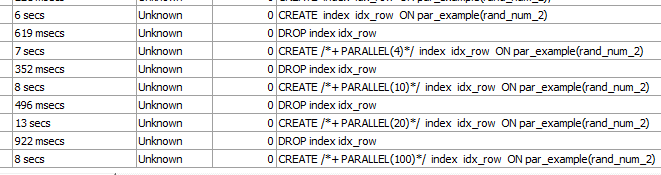 6 secs Unknown 0 CREATE index idx_row ON par_example(rand_num_2)
619 msecs Unknown 0 DROP index idx_row
7 secs Unknown 0 CREATE /*+ PARALLEL(4)*/ index idx_row ON par_example(rand_num_2)
352 msecs Unknown 0 DROP index idx_row
8 secs Unknown 0 CREATE /*+ PARALLEL(10)*/ index idx_row ON par_example(rand_num_2)
496 msecs Unknown 0 DROP index idx_row
13 secs Unknown 0 CREATE /*+ PARALLEL(20)*/ index idx_row ON par_example(rand_num_2)
922 msecs Unknown 0 DROP index idx_row
8 secs Unknown 0 CREATE /*+ PARALLEL(100)*/ index idx_row ON par_example(rand_num_2)